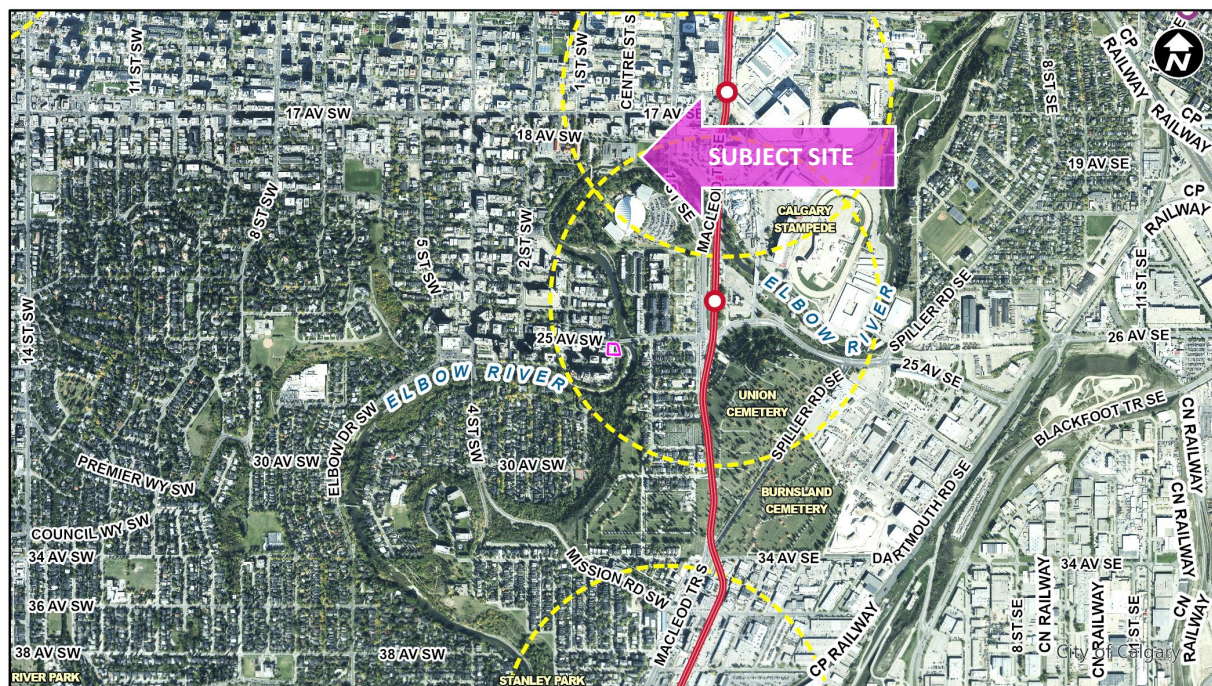 11 ST SW
1 ST SW
CENTRE ST S
8 ST SE
CP
RAILWAY
N
17 AV SW
17 AV SE
CP
18 AV SW
SUBJECT SITE
19 AV SE
CP
RAILWAY
8 ST SW
2 ST SW
MACLEOD TR SE
CALGARY
STAMPEDE
5 ST SW
ELBOW RIVER
SPILLER RD SE
11 ST SE
14 ST SW
25 AV SW
26 AV SE
25 AV SE
ELBOW RIVER
UNION
CEMETERY
SPILLER RD SE
BLACKFOOT TR SE
CN RAILWAY
ELBOW DR SW
4 ST SW
30 AV SW
30 AV SW
PREMIER WY SW
BURNSLAND
CEMETERY
DARTMOUTH RD SE
CN RAILWAY
COUNCIL WY SW
34 AV SW
34 AV SE
34 AV SE
MISSION RD SW
36 AV SW
MACLEOD TR S
CP RAILWAY
8 ST SE
CN RAILWAY
CN RAILWAY
11 ST SE
CN
RAILWAY
38 AV SW
38 AV SW
City of Calgary
RIVER PARK
STANLEY PARK